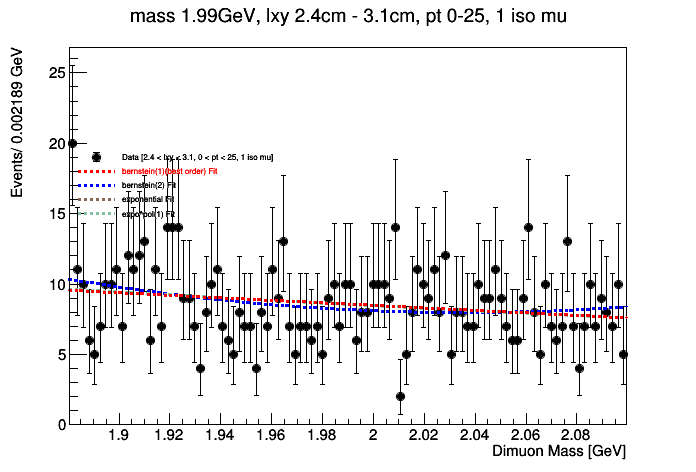 mass 1.99GeV, lxy 2.4cm - 3.1cm, pt 0-25, 1 iso mu
Events/ 0.002189 GeV
25
20
15
10
5
0
Data [2.4 < lxy < 3.1, 0 < pt < 25, 1 iso mu]
bernstein(1)(best order) Fit
bernstein(2) Fit
exponential Fit
expo*pol(1) Fit
1.9 1.92 1.94 1.96 1.98 2 2.02 2.04 2.06 2.08
Dimuon Mass [GeV]